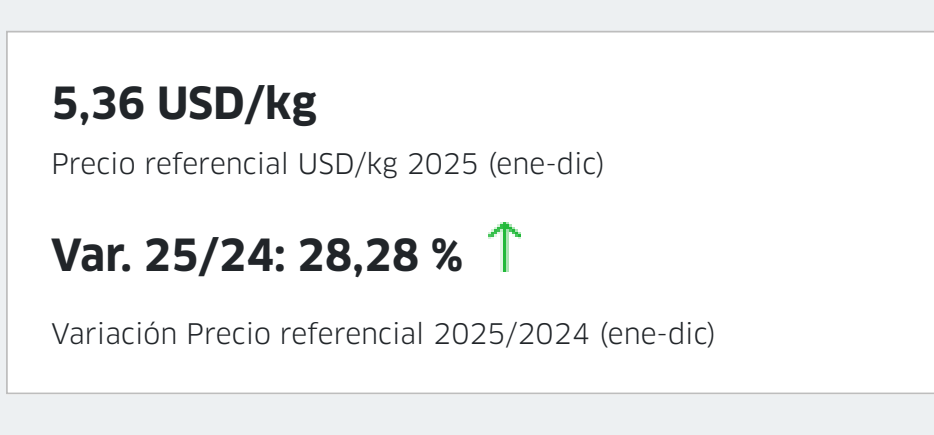 5,36 USD/kg
Precio referencial USD/kg 2025 (ene-dic)
Var. 25/24: 28,28 %
Variación Precio referencial 2025/2024 (ene-dic)